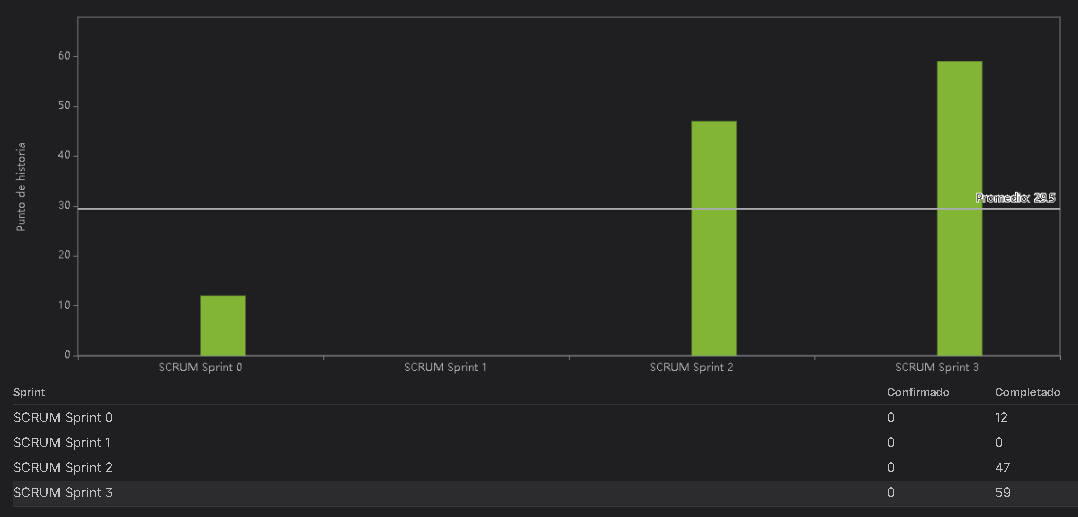 Punto de historia
60
50
40
30
20
10
0
Promedio: 29.5
SCRUM Sprint 0 SCRUM Sprint 1 SCRUM Sprint 2 SCRUM Sprint 3
Sprint Confirmado Completado
SCRUM Sprint 0 0 12
SCRUM Sprint 1 0 0
SCRUM Sprint 2 0 47
SCRUM Sprint 3 0 59